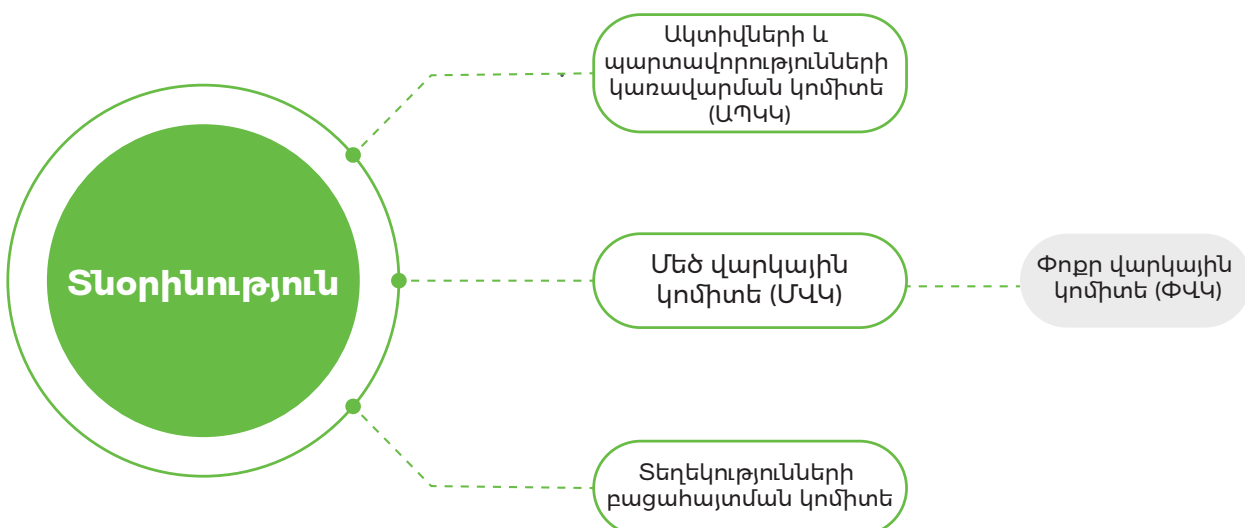 Տնօրինություն
Ակտիվների և
պարտավորությունների
կառավարման կոմիտե
(ԱՊԿԿ)
Մեծ վարկային
կոմիտե (ՄՎԿ)
Փոքր վարկային
կոմիտե (ՓՎԿ)
Տեղեկությունների
բացահայտման կոմիտե